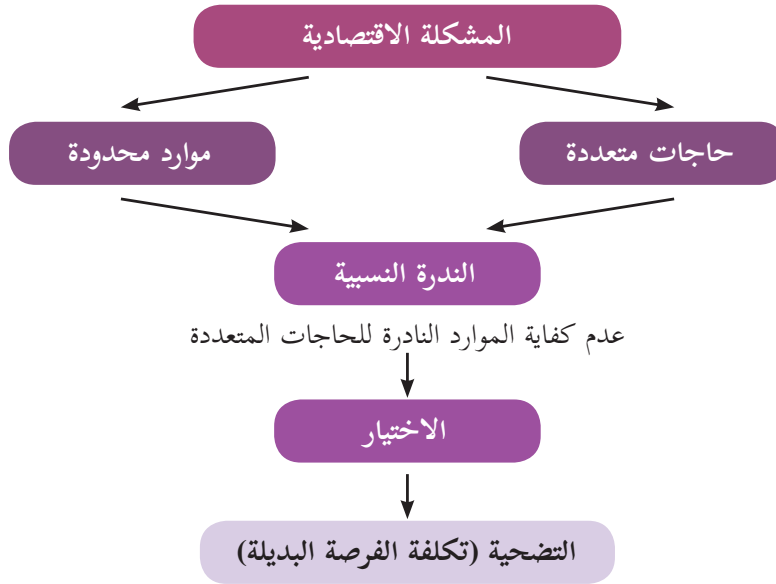 المشكلة الاقتصادية
حاجات متعددة
موارد محدودة
الندرة النسبية
عدم كفاية الموارد النادرة للحاجات المتعددة
الاختيار
التضحية (تكلفة الفرصة البديلة)